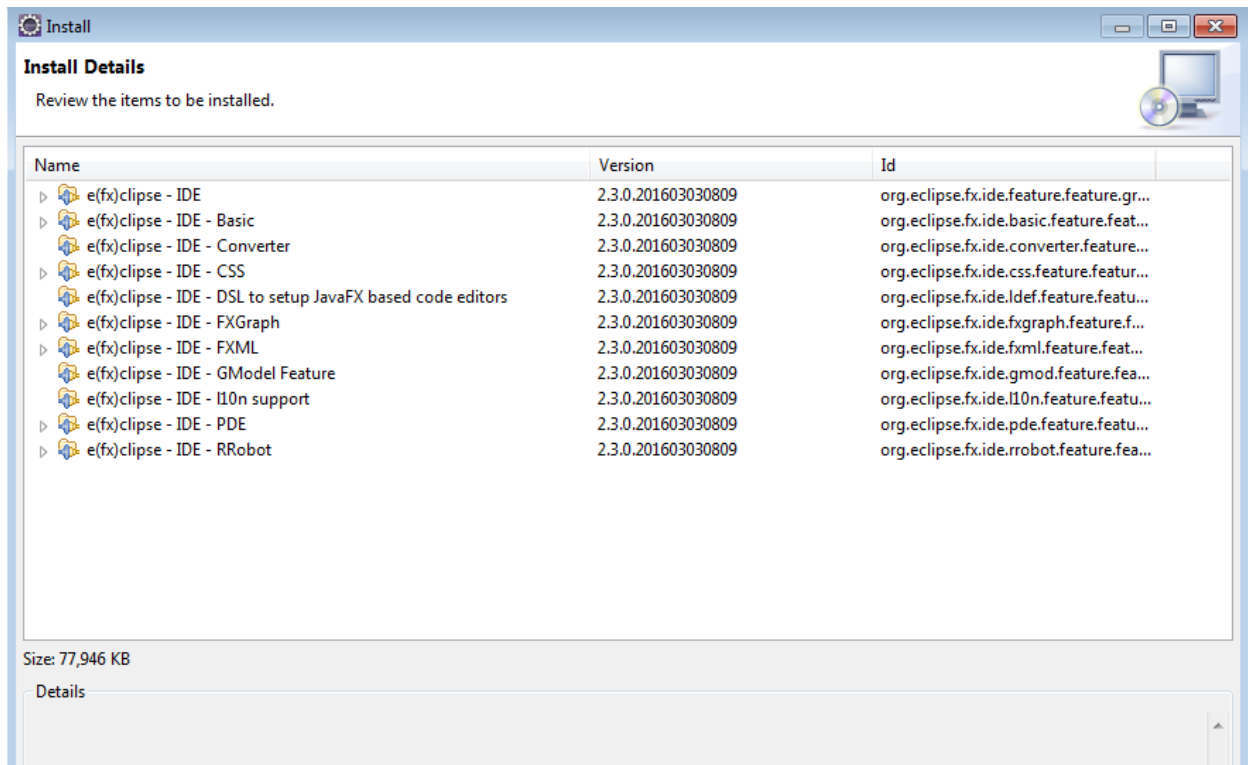 Install
Install Details
Review the items to be installed.
Name Version Id
e(fx)clipse - IDE 2.3.0.201603030809 org.eclipse.fx.ide.feature.feature.gr...
e(fx)clipse - IDE - Basic 2.3.0.201603030809 org.eclipse.fx.ide.basic.feature.feat...
e(fx)clipse - IDE - Converter 2.3.0.201603030809 org.eclipse.fx.ide.converter.feature...
e(fx)clipse - IDE - CSS 2.3.0.201603030809 org.eclipse.fx.ide.css.feature.featur...
e(fx)clipse - IDE - DSL to setup JavaFX based code editors 2.3.0.201603030809 org.eclipse.fx.ide.ldef.feature.featu...
e(fx)clipse - IDE - FXGraph 2.3.0.201603030809 org.eclipse.fx.ide.fxgraph.feature.f...
e(fx)clipse - IDE - FXML 2.3.0.201603030809 org.eclipse.fx.ide.fxml.feature.feat...
e(fx)clipse - IDE - GModel Feature 2.3.0.201603030809 org.eclipse.fx.ide.gmod.feature.fea...
e(fx)clipse - IDE - l10n support 2.3.0.201603030809 org.eclipse.fx.ide.l10n.feature.featu...
e(fx)clipse - IDE - PDE 2.3.0.201603030809 org.eclipse.fx.ide.pde.feature.featu...
e(fx)clipse - IDE - RRobot 2.3.0.201603030809 org.eclipse.fx.ide.rrobot.feature.fea...
Size: 77,946 KB
Details